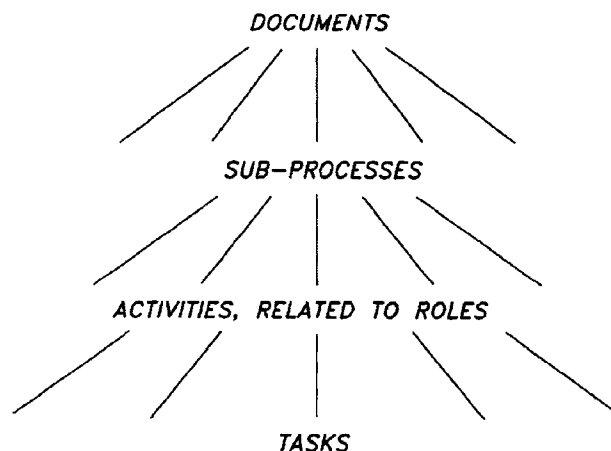 DOCUMENTS
SUB-PROCESSES
ACTIVITIES, RELATED TO ROLES
TASKS